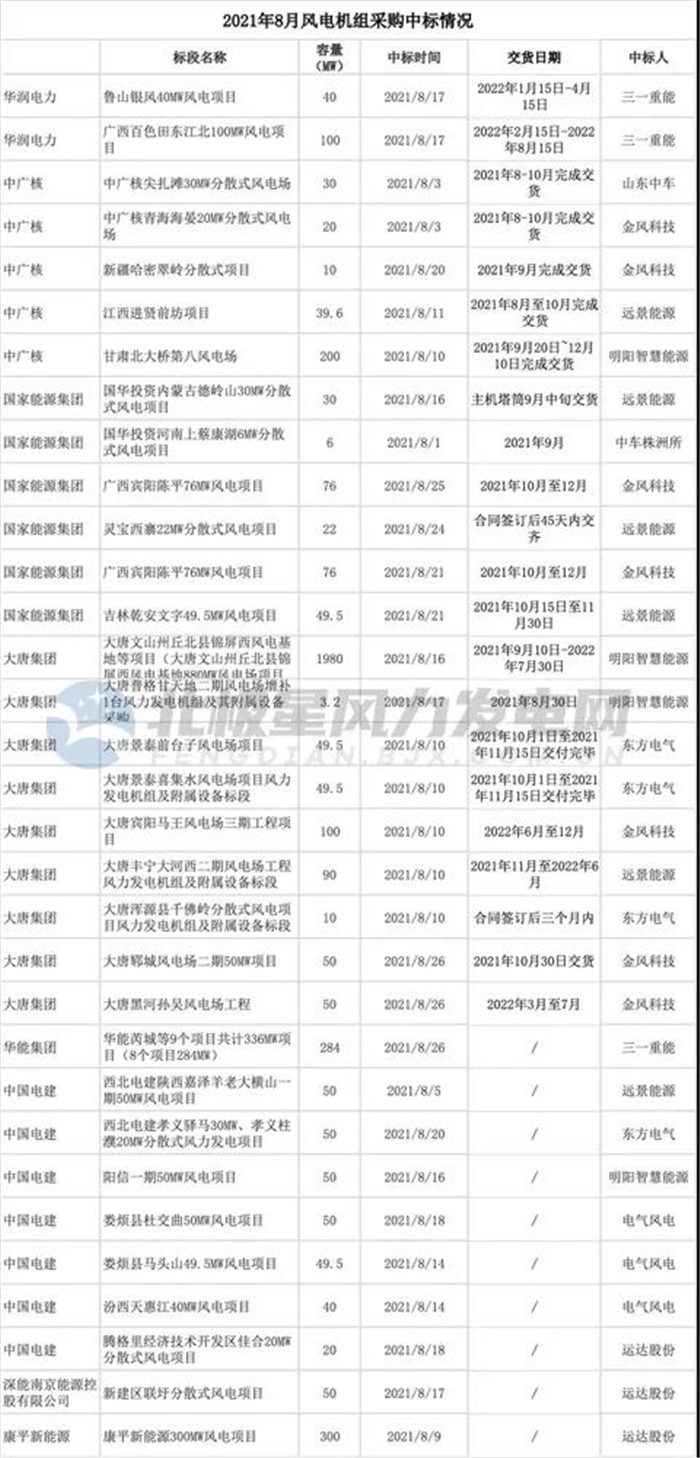 2021年8月风电机组采购中标情况
标段名称 容量(MW) 中标时间 交货日期 中标人
华润电力 鲁山银风40MW风电项目 40 2021/8/17 2022年1月15日-4月15日 三一重能
华润电力 广西百色田东江北100MW风电项目 100 2021/8/17 2022年2月15日-2022年8月15日 三一重能
中广核 中广核尖扎滩30MW分散式风电场 30 2021/8/3 2021年8-10月完成交货 山东中车
中广核 中广核青海海晏20MW分散式风电场 20 2021/8/3 2021年8-10月完成交货 金风科技
中广核 新疆哈密翠岭分散式项目 10 2021/8/20 2021年9月完成交货 金风科技
中广核 江西进贤前坊项目 39.6 2021/8/11 2021年8月至10月完成交货 远景能源
中广核 甘肃北大桥第八风电场 200 2021/8/10 2021年9月20日~12月10日完成交货 明阳智慧能源
国家能源集团 国华投资内蒙古德岭山30MW分散式风电项目 30 2021/8/16 主机塔筒9月中旬交货 远景能源
国家能源集团 国华投资河南上蔡康湖6MW分散式风电项目 6 2021/8/1 2021年9月 中车株洲所
国家能源集团 广西宾阳陈平76MW风电项目 76 2021/8/25 2021年10月至12月 金风科技
国家能源集团 灵宝西寨22MW分散式风电项目 22 2021/8/24 合同签订后45天内交齐 远景能源
国家能源集团 广西宾阳陈平76MW风电项目 76 2021/8/21 2021年10月至12月 金风科技
国家能源集团 吉林乾安文字49.5MW风电项目 49.5 2021/8/21 2021年10月15日至11月30日 远景能源
大唐集团 大唐文山州丘北县锦屏西风电基地等项目（大唐文山州丘北县锦屏西风电基地880MW风电场项目 1980 2021/8/16 2021年9月10日-2022年7月30日 明阳智慧能源
大唐集团 大唐普格甘天地二期风电场增补1台风力发电机组及其附属设备采购 3.2 2021/8/17 2021年8月30日 明阳智慧能源
大唐集团 大唐景泰前台子风电场项目 49.5 2021/8/10 2021年10月1日至2021年11月15日交付完毕 东方电气
大唐集团 大唐景泰喜集水风电场项目风力发电机组及附属设备标段 49.5 2021/8/10 2021年10月1日至2021年11月15日交付完毕 东方电气
大唐集团 大唐宾阳马王风电场三期工程项目 100 2021/8/10 2022年6月至12月 金风科技
大唐集团 大唐丰宁大河西二期风电场工程风力发电机组及附属设备标段 90 2021/8/10 2021年11月至2022年6月 远景能源
大唐集团 大唐浑源县千佛岭分散式风电项目风力发电机组及附属设备标段 10 2021/8/10 合同签订后三个月内 东方电气
大唐集团 大唐郓城风电场二期50MW项目 50 2021/8/26 2021年10月30日交货 金风科技
大唐集团 大唐黑河孙吴风电场工程 50 2021/8/26 2022年3月至7月 金风科技
华能集团 华能芮城等9个项目共计336MW项目（8个项目284MW） 284 2021/8/26 / 三一重能
中国电建 西北电建陕西嘉泽羊老大横山一期50MW风电项目 50 2021/8/5 / 远景能源
中国电建 西北电建孝义驿马30MW、孝义柱濮20MW分散式风力发电项目 50 2021/8/20 / 东方电气
中国电建 阳信一期50MW风电项目 50 2021/8/16 / 明阳智慧能源
中国电建 娄烦县杜交曲50MW风电项目 50 2021/8/18 / 电气风电
中国电建 娄烦县马头山49.5MW风电项目 49.5 2021/8/14 / 电气风电
中国电建 汾西天惠江40MW风电项目 40 2021/8/14 / 电气风电
中国电建 腾格里经济技术开发区佳合20MW分散式风电项目 20 2021/8/18 / 运达股份
深能南京能源控股有限公司 新建区联圩分散式风电项目 50 2021/8/17 / 运达股份
康平新能源 康平新能源300MW风电项目 300 2021/8/9 / 运达股份
北极星风力发电网
FENGDIAN.BJX.COM.CN